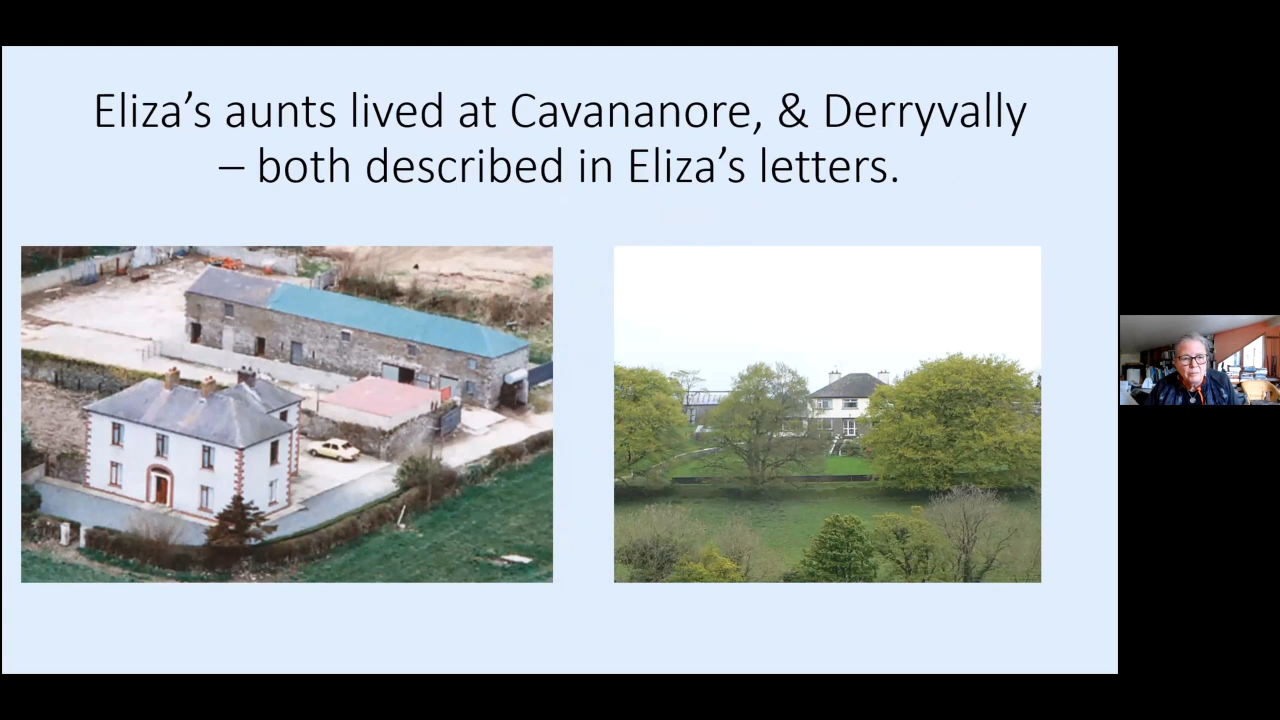 Eliza’s aunts lived at Cavananore, & Derryvally
– both described in Eliza’s letters.